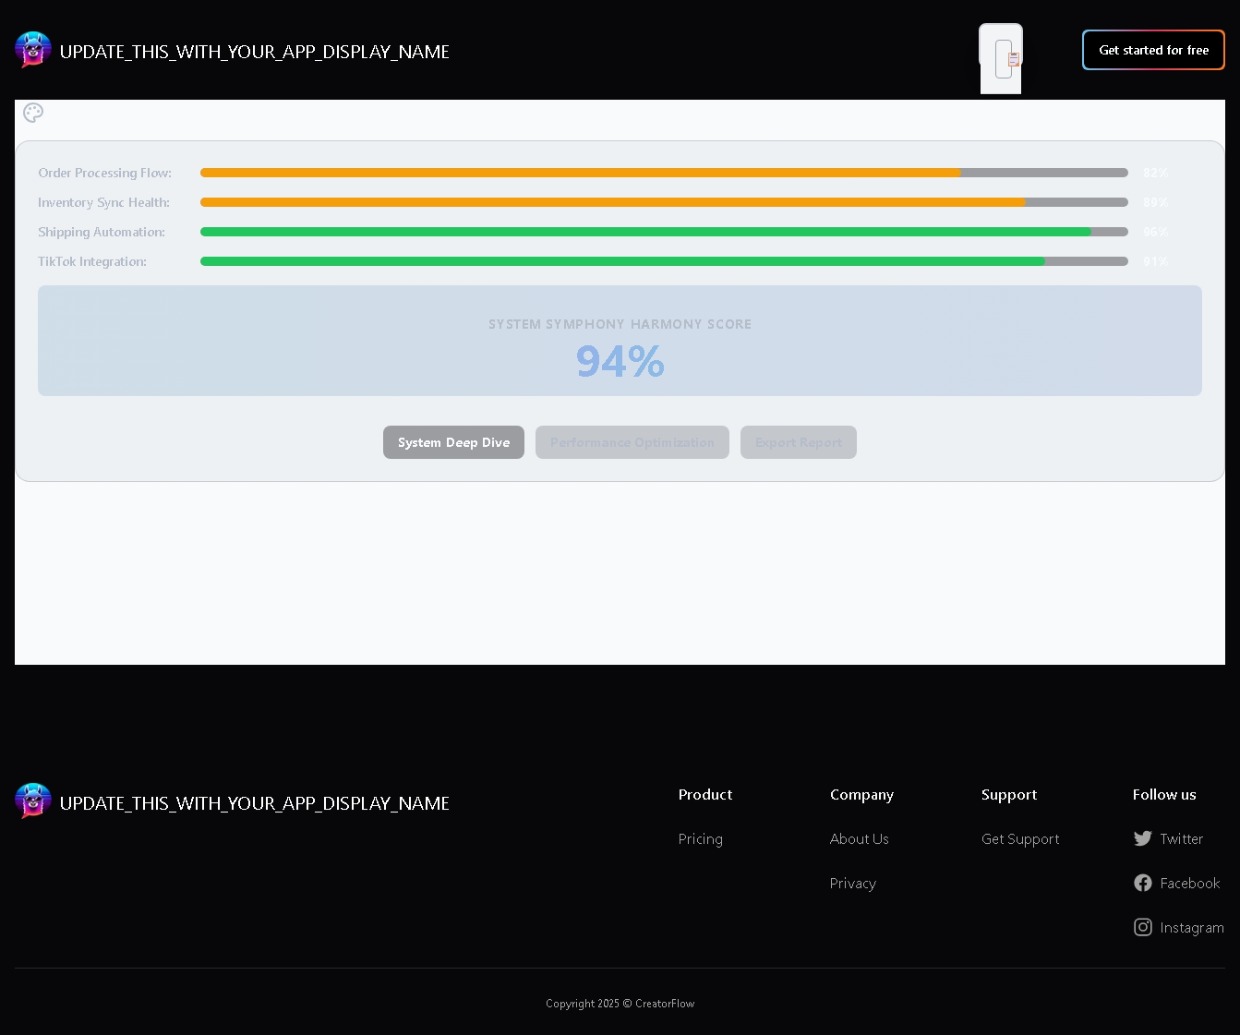 UPDATE_THIS_WITH_YOUR_APP_DISPLAY_NAME
Get started for free
Order Processing Flow: 82%
Inventory Sync Health: 89%
Shipping Automation: 96%
TikTok Integration: 91%
SYSTEM SYMPHONY HARMONY SCORE
94%
System Deep Dive Performance Optimization Export Report
UPDATE_THIS_WITH_YOUR_APP_DISPLAY_NAME
Product Company Support Follow us
Pricing About Us Get Support Twitter
Privacy Facebook
Instagram
Copyright 2025 © CreatorFlow